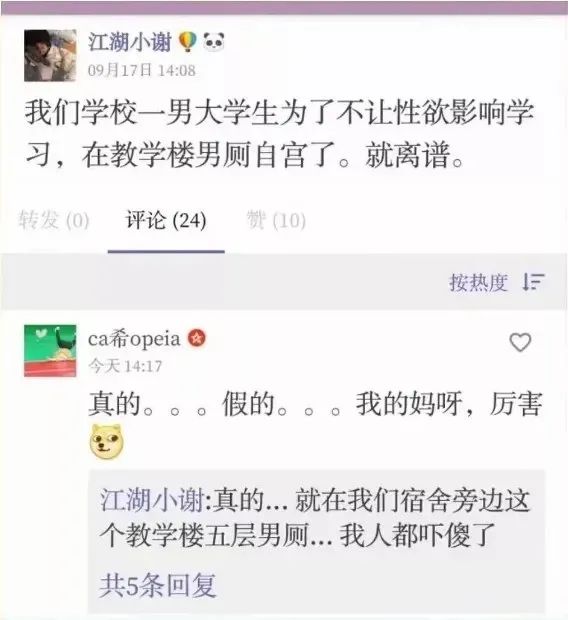 江湖小谢
09月17日 14:08
我们学校一男大学生为了不让性欲影响学
习，在教学楼男厕自宫了。就离谱。
转发 (0) 评论 (24) 赞 (10)
按热度
ca希opeia
今天 14:17
真的。。。假的。。。我的妈呀，厉害
江湖小谢:真的... 就在我们宿舍旁边这
个教学楼五层男厕... 我人都吓傻了
共5条回复